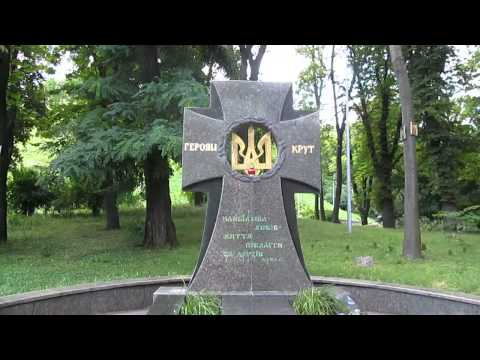 ГЕРОЯМ КРУТ
НАЙБІЛЬША
ЛЮБОВ-
ЖИТТЯ
ПОКЛАСТИ
ЗА ДРУЗІВ